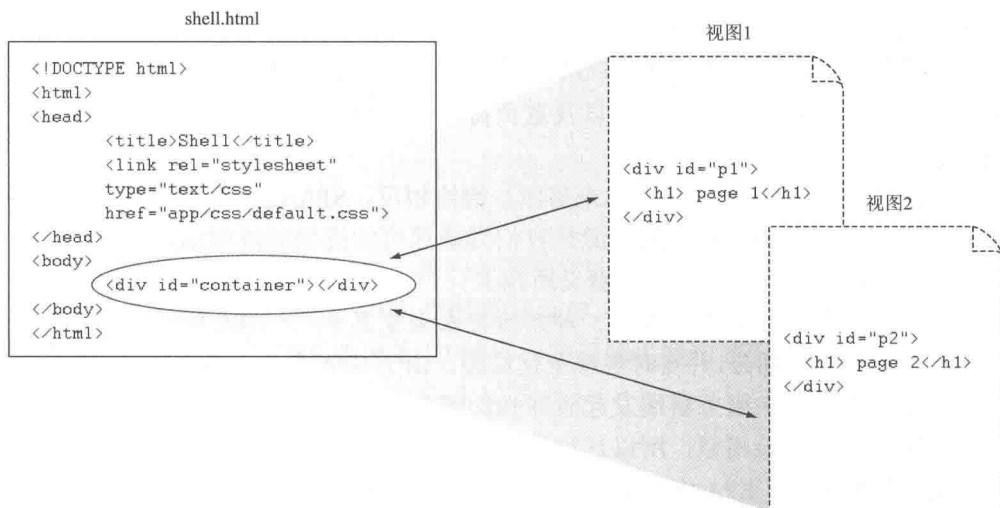 shell.html
<!DOCTYPE html>
<html>
<head>
<title>Shell</title>
<link rel="stylesheet"
type="text/css"
href="app/css/default.css">
</head>
<body>
<div id="container"></div>
</body>
</html>
视图1
<div id="p1">
<h1> page 1</h1>
</div>
视图2
<div id="p2">
<h1> page 2</h1>
</div>